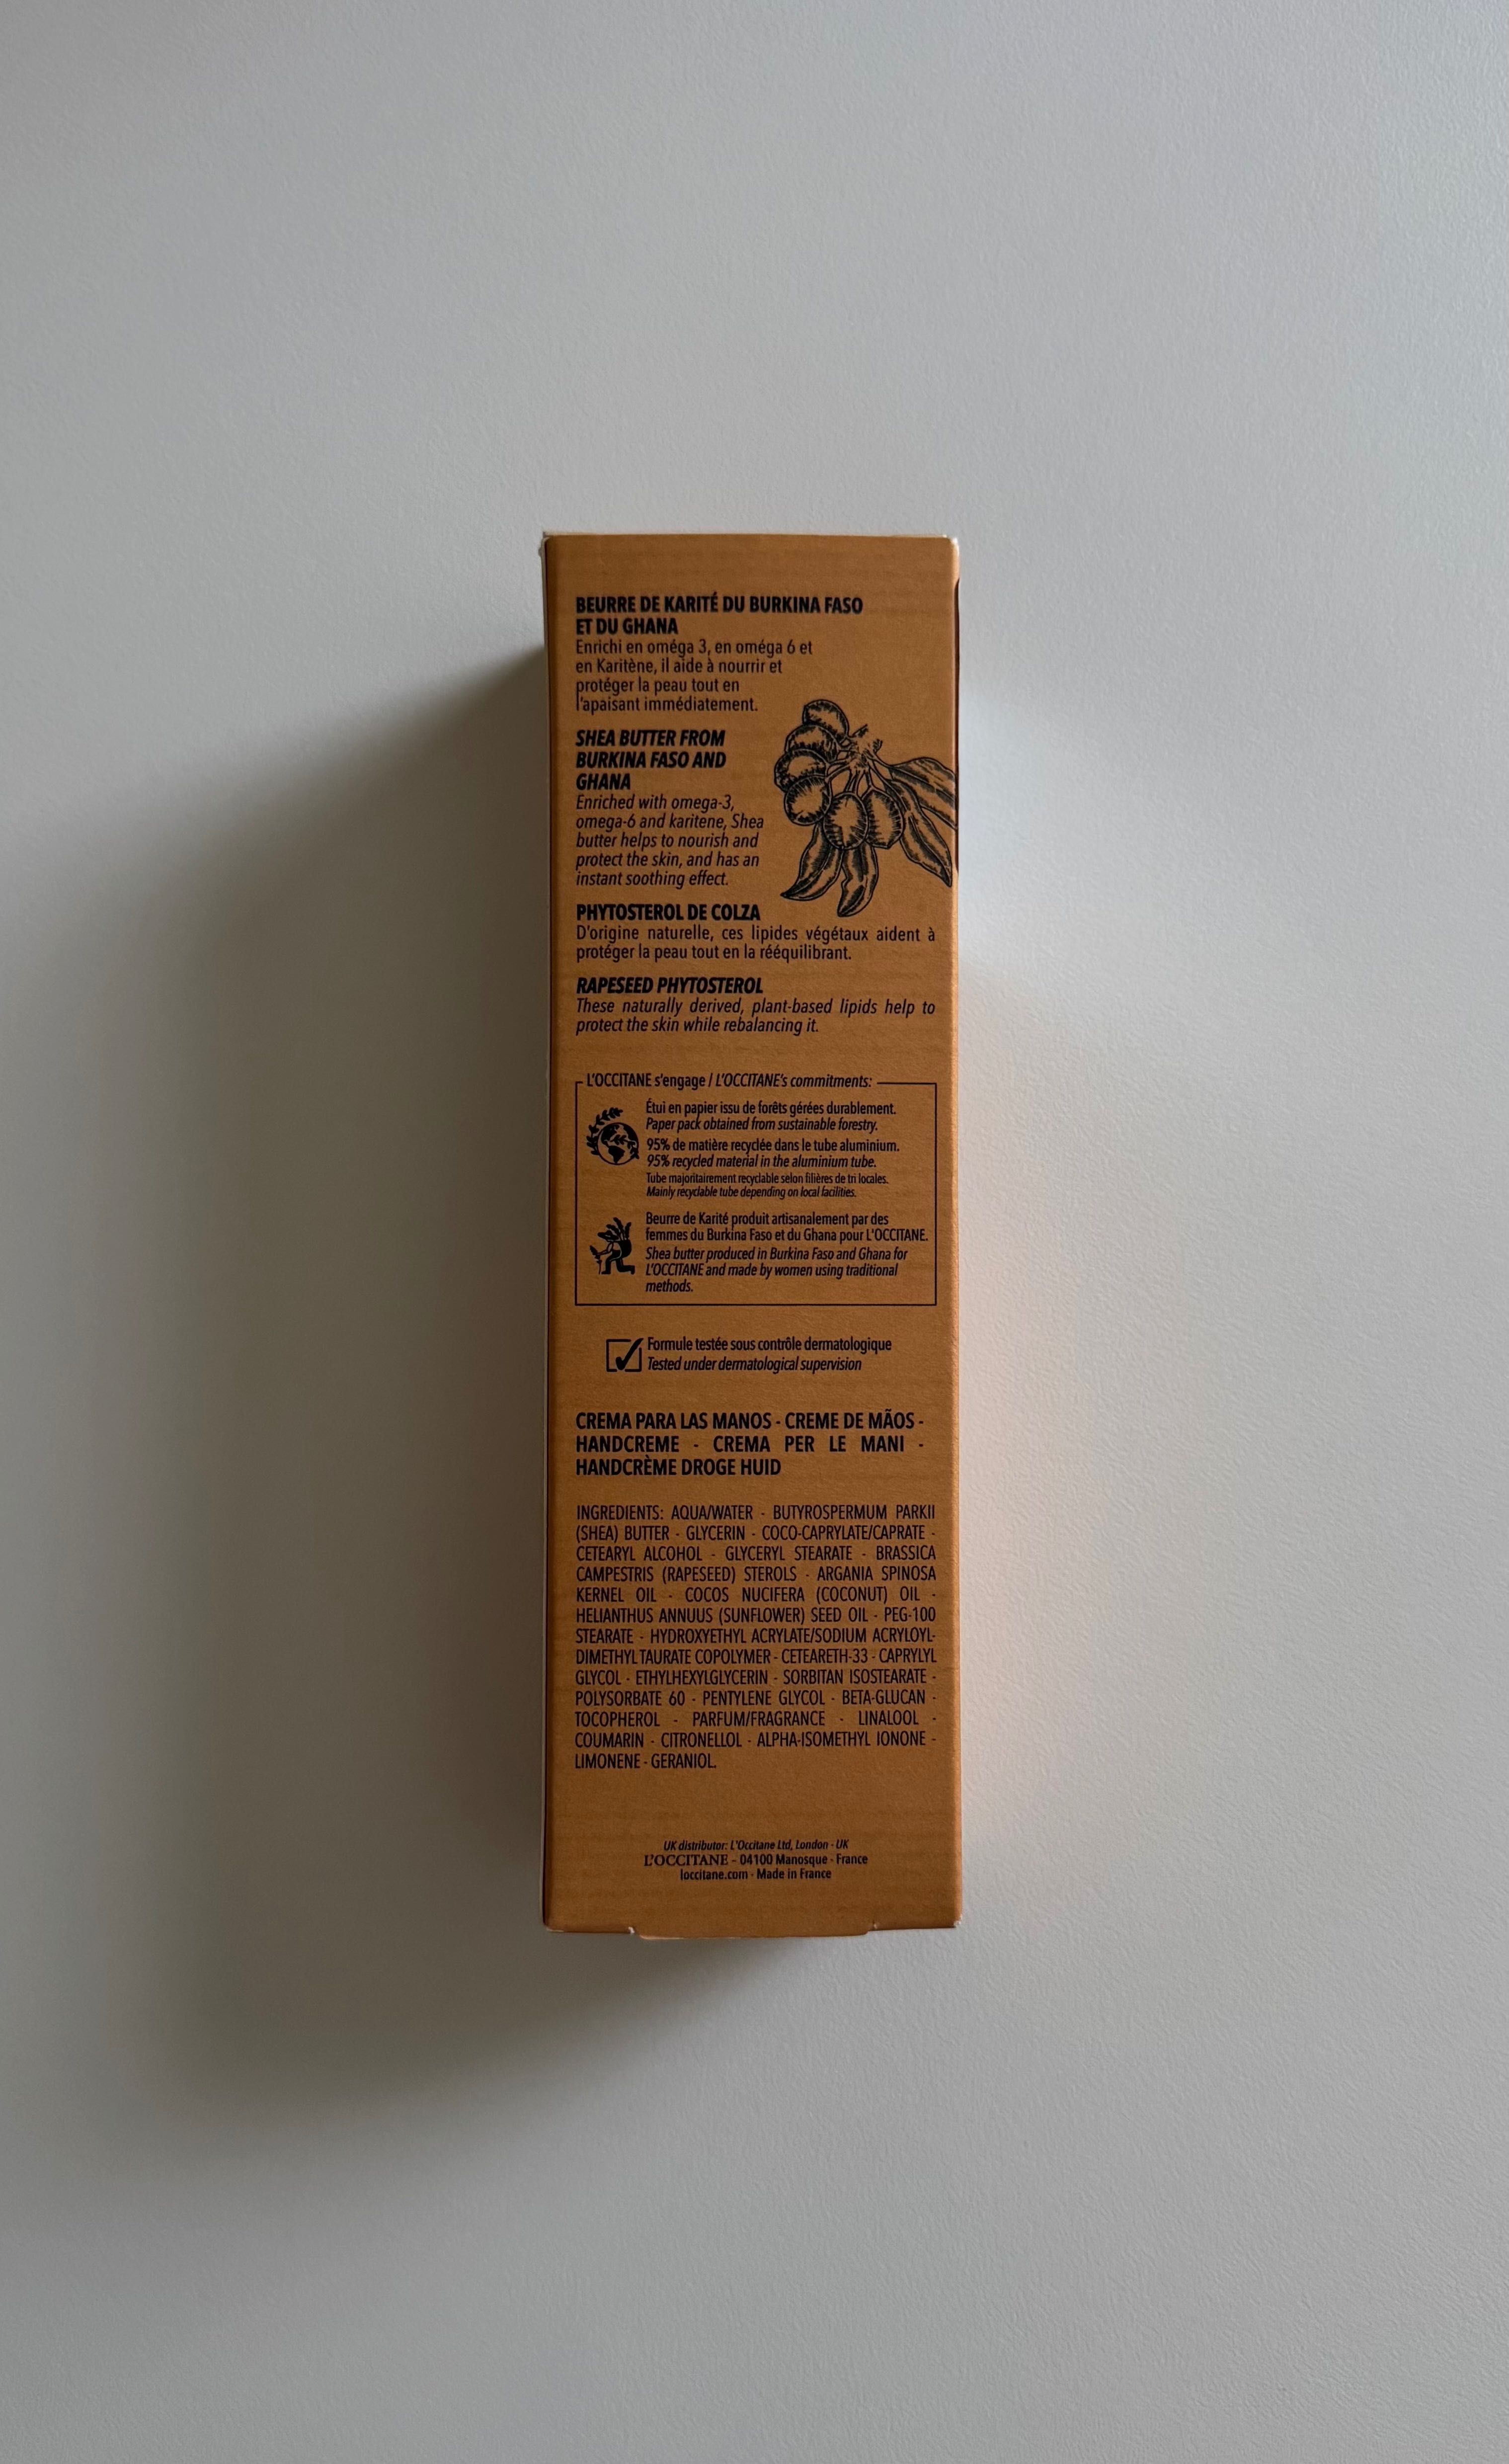 BEURRE DE KARITÉ DU BURKINA FASO
ET DU GHANA
Enrichi en oméga 3, en oméga 6 et
en Karitène, il aide à nourrir et
protéger la peau tout en
l'apaisant immédiatement.
SHEA BUTTER FROM
BURKINA FASO AND
GHANA
Enriched with omega-3,
omega-6 and karitene, Shea
butter helps to nourish and
protect the skin, and has an
instant soothing effect.
PHYTOSTEROL DE COLZA
D'origine naturelle, ces lipides végétaux aident à
protéger la peau tout en la rééquilibrant.
RAPESEED PHYTOSTEROL
These naturally derived, plant-based lipids help to
protect the skin while rebalancing it.
L'OCCITANE s'engage / L'OCCITANE's commitments:
Étui en papier issu de forêts gérées durablement.
Paper pack obtained from sustainable forestry.
95% de matière recyclée dans le tube aluminium.
95% recycled material in the aluminium tube.
Tube majoritairement recyclable selon filières de tri locales.
Mainly recyclable tube depending on local facilities.
Beurre de Karité produit artisanalement par des
femmes du Burkina Faso et du Ghana pour L'OCCITANE.
Shea butter produced in Burkina Faso and Ghana for
L'OCCITANE and made by women using traditional
methods.
Formule testée sous contrôle dermatologique
Tested under dermatological supervision
CREMA PARA LAS MANOS - CREME DE MÃOS -
HANDCREME - CREMA PER LE MANI -
HANDCRÈME DROGE HUID
INGREDIENTS: AQUA/WATER - BUTYROSPERMUM PARKII
(SHEA) BUTTER - GLYCERIN - COCO-CAPRYLATE/CAPRATE -
CETEARYL ALCOHOL - GLYCERYL STEARATE - BRASSICA
CAMPESTRIS (RAPESEED) STEROLS - ARGANIA SPINOSA
KERNEL OIL - COCOS NUCIFERA (COCONUT) OIL -
HELIANTHUS ANNUUS (SUNFLOWER) SEED OIL - PEG-100
STEARATE - HYDROXYETHYL ACRYLATE/SODIUM ACRYLOYL-
DIMETHYL TAURATE COPOLYMER - CETEARETH-33 - CAPRYLYL
GLYCOL - ETHYLHEXYLGLYCERIN - SORBITAN ISOSTEARATE -
POLYSORBATE 60 - PENTYLENE GLYCOL - BETA-GLUCAN -
TOCOPHEROL - PARFUM/FRAGRANCE - LINALOOL -
COUMARIN - CITRONELLOL - ALPHA-ISOMETHYL IONONE -
LIMONENE - GERANIOL.
UK distributor: L'Occitane Ltd, London - UK
L'OCCITANE - 04100 Manosque - France
loccitane.com - Made in France